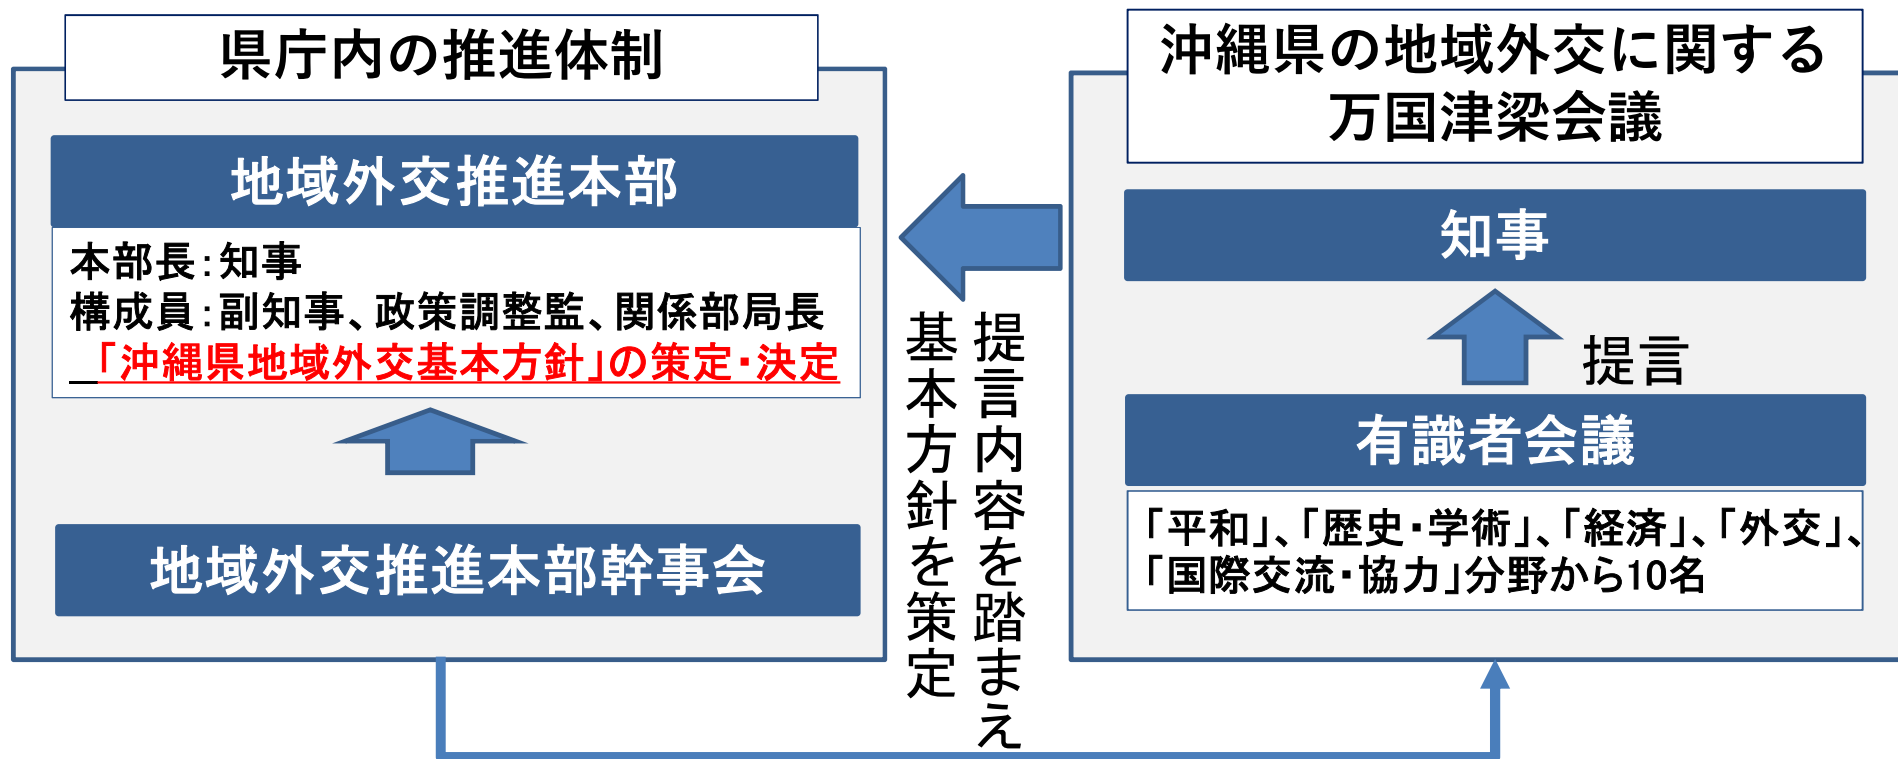 県庁内の推進体制
地域外交推進本部
本部長：知事
構成員：副知事、政策調整監、関係部局長
「沖縄県地域外交基本方針」の策定・決定
地域外交推進本部幹事会
提言内容を踏まえ
基本方針を策定
沖縄県の地域外交に関する
万国津梁会議
知事
提言
有識者会議
「平和」、「歴史・学術」、「経済」、「外交」、
「国際交流・協力」分野から10名